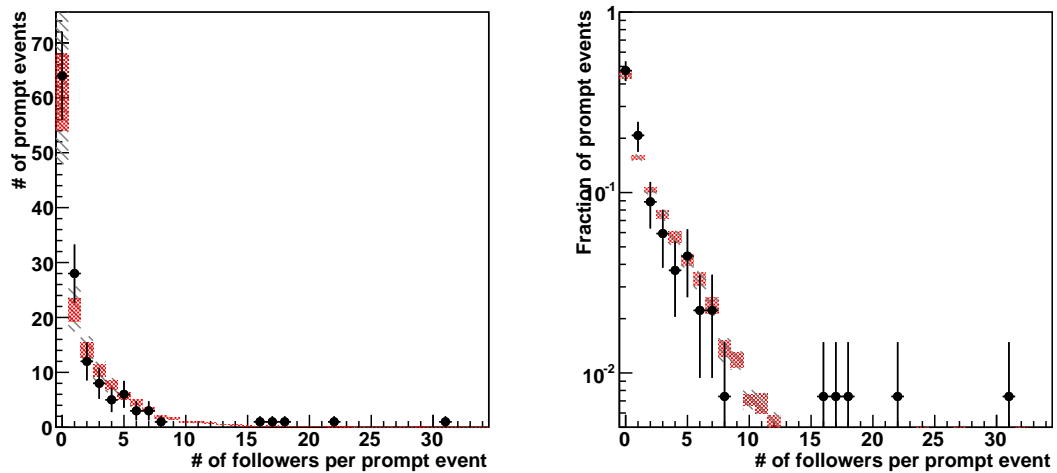 # of prompt events
70
60
50
40
30
20
10
0
0 5 10 15 20 25 30
# of followers per prompt event
Fraction of prompt events
1
10⁻¹
10⁻²
0 5 10 15 20 25 30
# of followers per prompt event